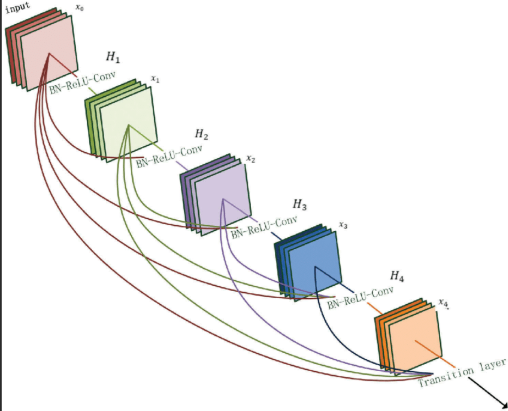 input
x₀
H₁
BN-ReLU-Conv
x₁
H₂
BN-ReLU-Conv
x₂
H₃
BN-ReLU-Conv
x₃
H₄
BN-ReLU-Conv
x₄
Transition layer